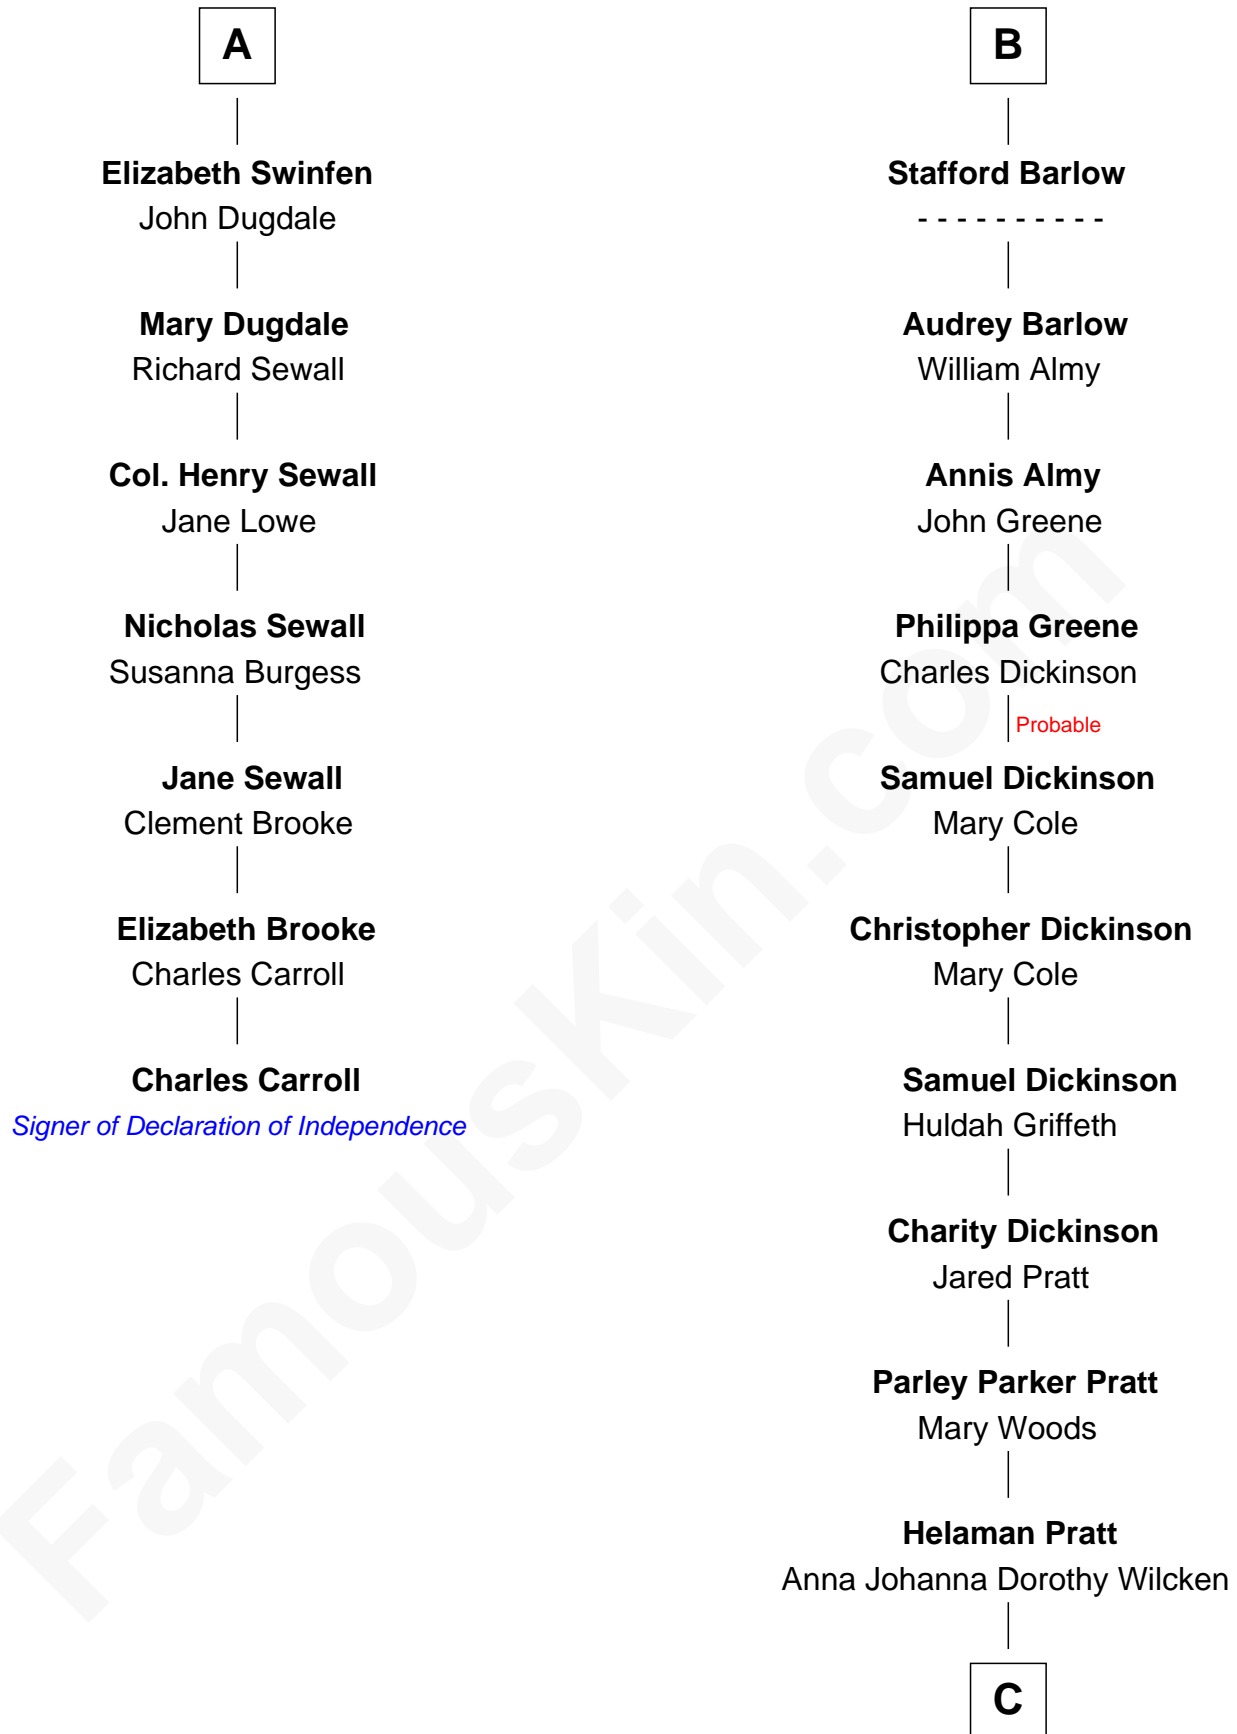 A
Elizabeth Swinfen
John Dugdale
Mary Dugdale
Richard Sewall
Col. Henry Sewall
Jane Lowe
Nicholas Sewall
Susanna Burgess
Jane Sewall
Clement Brooke
Elizabeth Brooke
Charles Carroll
Charles Carroll
Signer of Declaration of Independence
B
Stafford Barlow
- - - - - - - - - -
Audrey Barlow
William Almy
Annis Almy
John Greene
Philippa Greene
Charles Dickinson
Probable
Samuel Dickinson
Mary Cole
Christopher Dickinson
Mary Cole
Samuel Dickinson
Huldah Griffeth
Charity Dickinson
Jared Pratt
Parley Parker Pratt
Mary Woods
Helaman Pratt
Anna Johanna Dorothy Wilcken
C
FamousKin.com